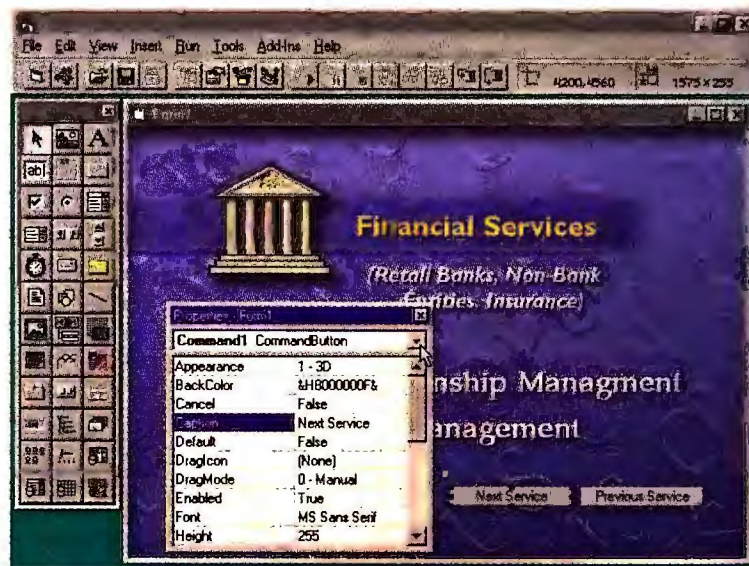 File Edit View Insert Run Tools Add-Ins Help
4200,4560 1575 x 255
Form1
A
ab
Financial Services
(Retail Banks, Non-Bank
Entities, Insurance)
Properties - Form1
Command1 CommandButton
Appearance 1 - 3D
BackColor &H8000000F&
Cancel False
Caption Next Service
Default False
DragIcon (None)
DragMode 0 - Manual
Enabled True
Font MS Sans Serif
Height 255
nship Managment
anagement
Next Service Previous Service